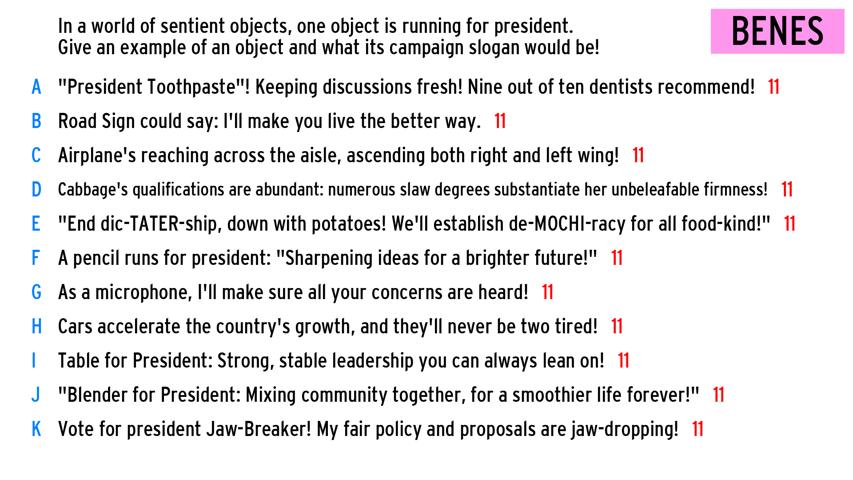 In a world of sentient objects, one object is running for president.
Give an example of an object and what its campaign slogan would be!
BENES
A "President Toothpaste"! Keeping discussions fresh! Nine out of ten dentists recommend! 11
B Road Sign could say: I'll make you live the better way. 11
C Airplane's reaching across the aisle, ascending both right and left wing! 11
D Cabbage's qualifications are abundant: numerous slaw degrees substantiate her unbeleafable firmness! 11
E "End dic-TATER-ship, down with potatoes! We'll establish de-MOCHI-racy for all food-kind!" 11
F A pencil runs for president: "Sharpening ideas for a brighter future!" 11
G As a microphone, I'll make sure all your concerns are heard! 11
H Cars accelerate the country's growth, and they'll never be two tired! 11
I Table for President: Strong, stable leadership you can always lean on! 11
J "Blender for President: Mixing community together, for a smoothier life forever!" 11
K Vote for president Jaw-Breaker! My fair policy and proposals are jaw-dropping! 11